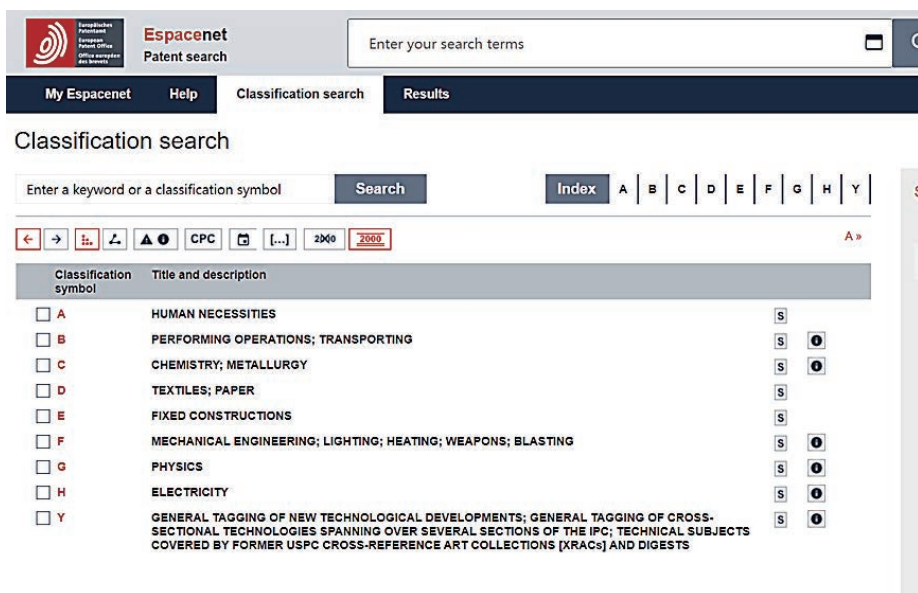 Europäisches
Patentamt
European
Patent Office
Office européen
des brevets
Espacenet
Patent search
Enter your search terms
My Espacenet Help Classification search Results
Classification search
Enter a keyword or a classification symbol Search Index A B C D E F G H Y
CPC [...] 2000 2000 A »
Classification symbol Title and description
A HUMAN NECESSITIES S
B PERFORMING OPERATIONS; TRANSPORTING S i
C CHEMISTRY; METALLURGY S i
D TEXTILES; PAPER S
E FIXED CONSTRUCTIONS S
F MECHANICAL ENGINEERING; LIGHTING; HEATING; WEAPONS; BLASTING S i
G PHYSICS S i
H ELECTRICITY S i
Y GENERAL TAGGING OF NEW TECHNOLOGICAL DEVELOPMENTS; GENERAL TAGGING OF CROSS- S i
SECTIONAL TECHNOLOGIES SPANNING OVER SEVERAL SECTIONS OF THE IPC; TECHNICAL SUBJECTS
COVERED BY FORMER USPC CROSS-REFERENCE ART COLLECTIONS [XRACs] AND DIGESTS